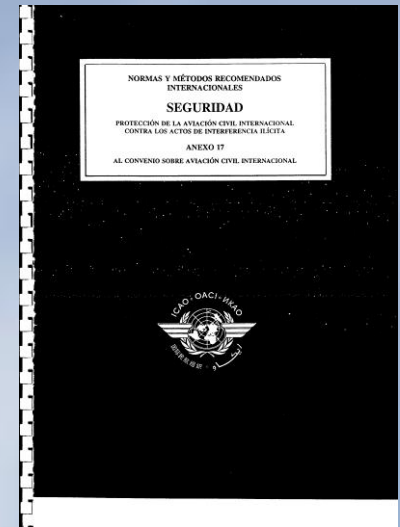 NORMAS Y MÉTODOS RECOMENDADOS
INTERNACIONALES
SEGURIDAD
PROTECCIÓN DE LA AVIACIÓN CIVIL INTERNACIONAL
CONTRA LOS ACTOS DE INTERFERENCIA ILÍCITA
ANEXO 17
AL CONVENIO SOBRE AVIACIÓN CIVIL INTERNACIONAL
ICAO · OACI · ИКАО